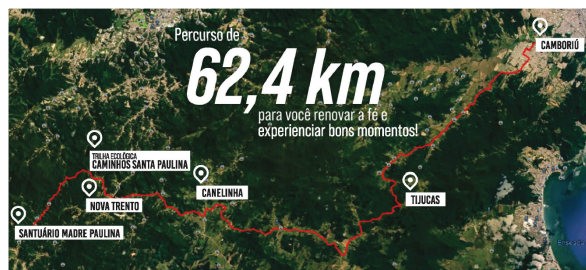 Percurso de
62,4 km
para você renovar a fé e
experienciar bons momentos!
CAMBORIÚ
TRILHA ECOLÓGICA
CAMINHOS SANTA PAULINA
CANELINHA
NOVA TRENTO
TIJUCAS
SANTUÁRIO MADRE PAULINA